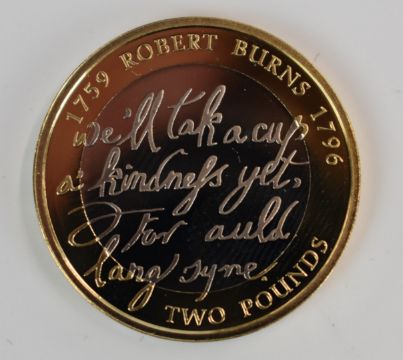 1759 ROBERT BURNS 1796
we'll tak a cup
a' kindness yet,
For auld
lang syne
TWO POUNDS